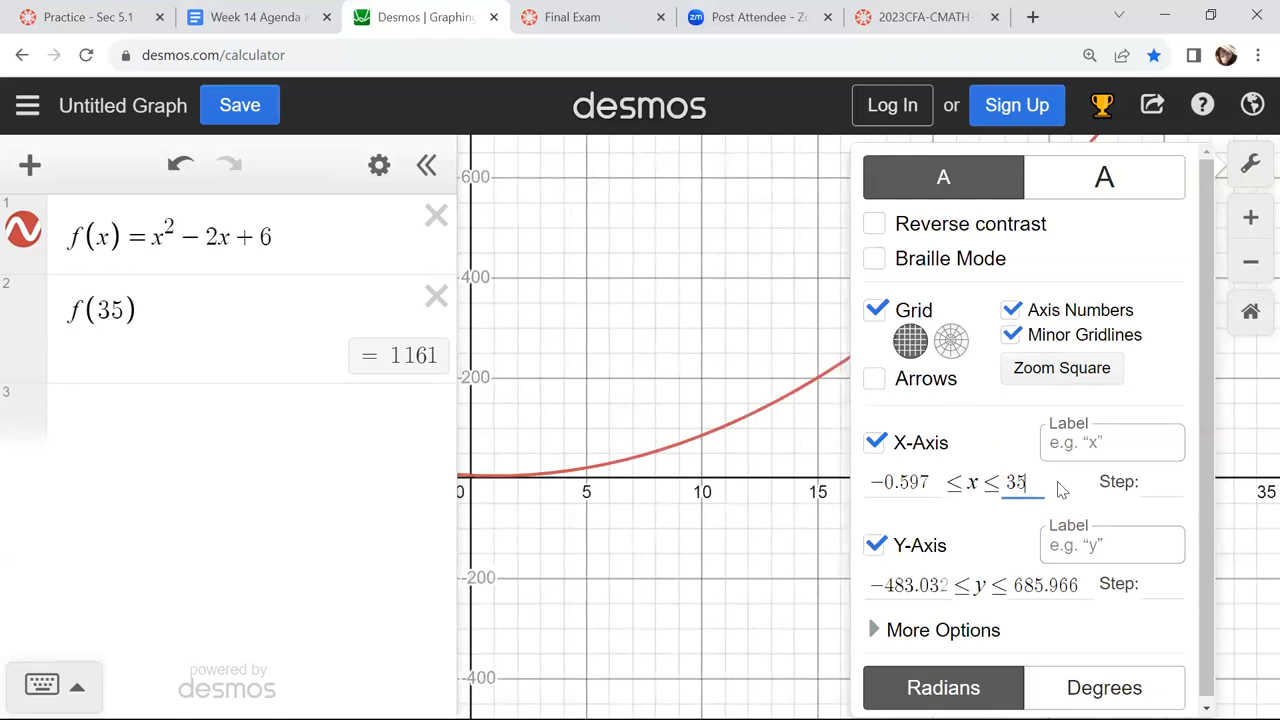 Practice - Sec 5.1
Week 14 Agenda
Desmos | Graphing
Final Exam
Post Attendee - Zo
2023CFA-CMATH-
desmos.com/calculator
Untitled Graph
Save
desmos
Log In
or
Sign Up
A
A
1
f(x) = x² − 2x + 6
2
f(35)
= 1161
3
powered by
desmos
600
400
200
-200
-400
0
5
10
15
35
Reverse contrast
Braille Mode
Grid
Axis Numbers
Minor Gridlines
Zoom Square
Arrows
X-Axis
Label
e.g. “x”
−0.597 ≤ x ≤ 35
Step:
Y-Axis
Label
e.g. “y”
−483.032 ≤ y ≤ 685.966
Step:
More Options
Radians
Degrees